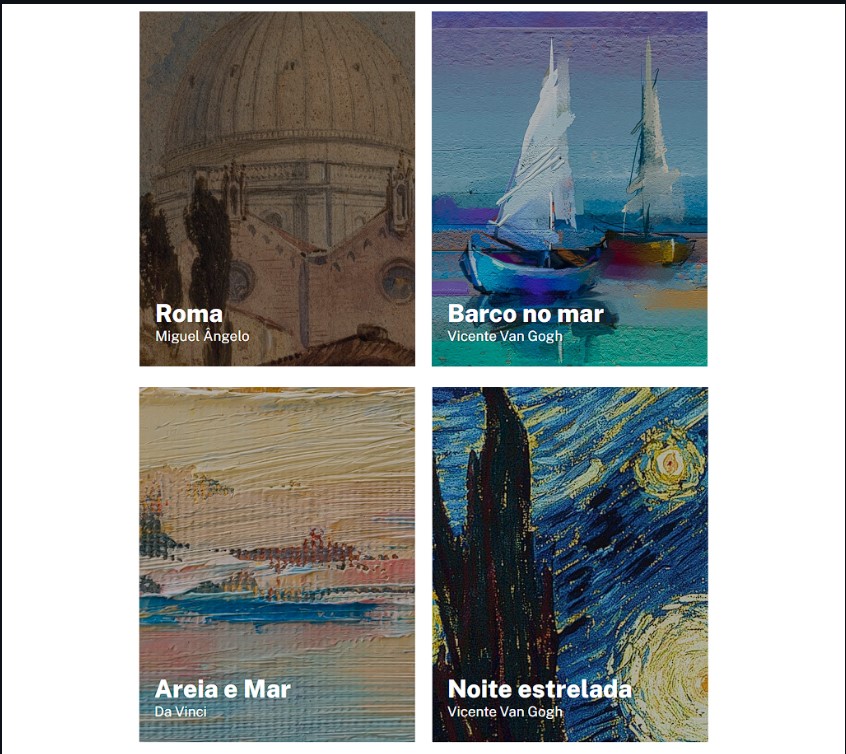 Roma
Miguel Ângelo
Barco no mar
Vicente Van Gogh
Areia e Mar
Da Vinci
Noite estrelada
Vicente Van Gogh